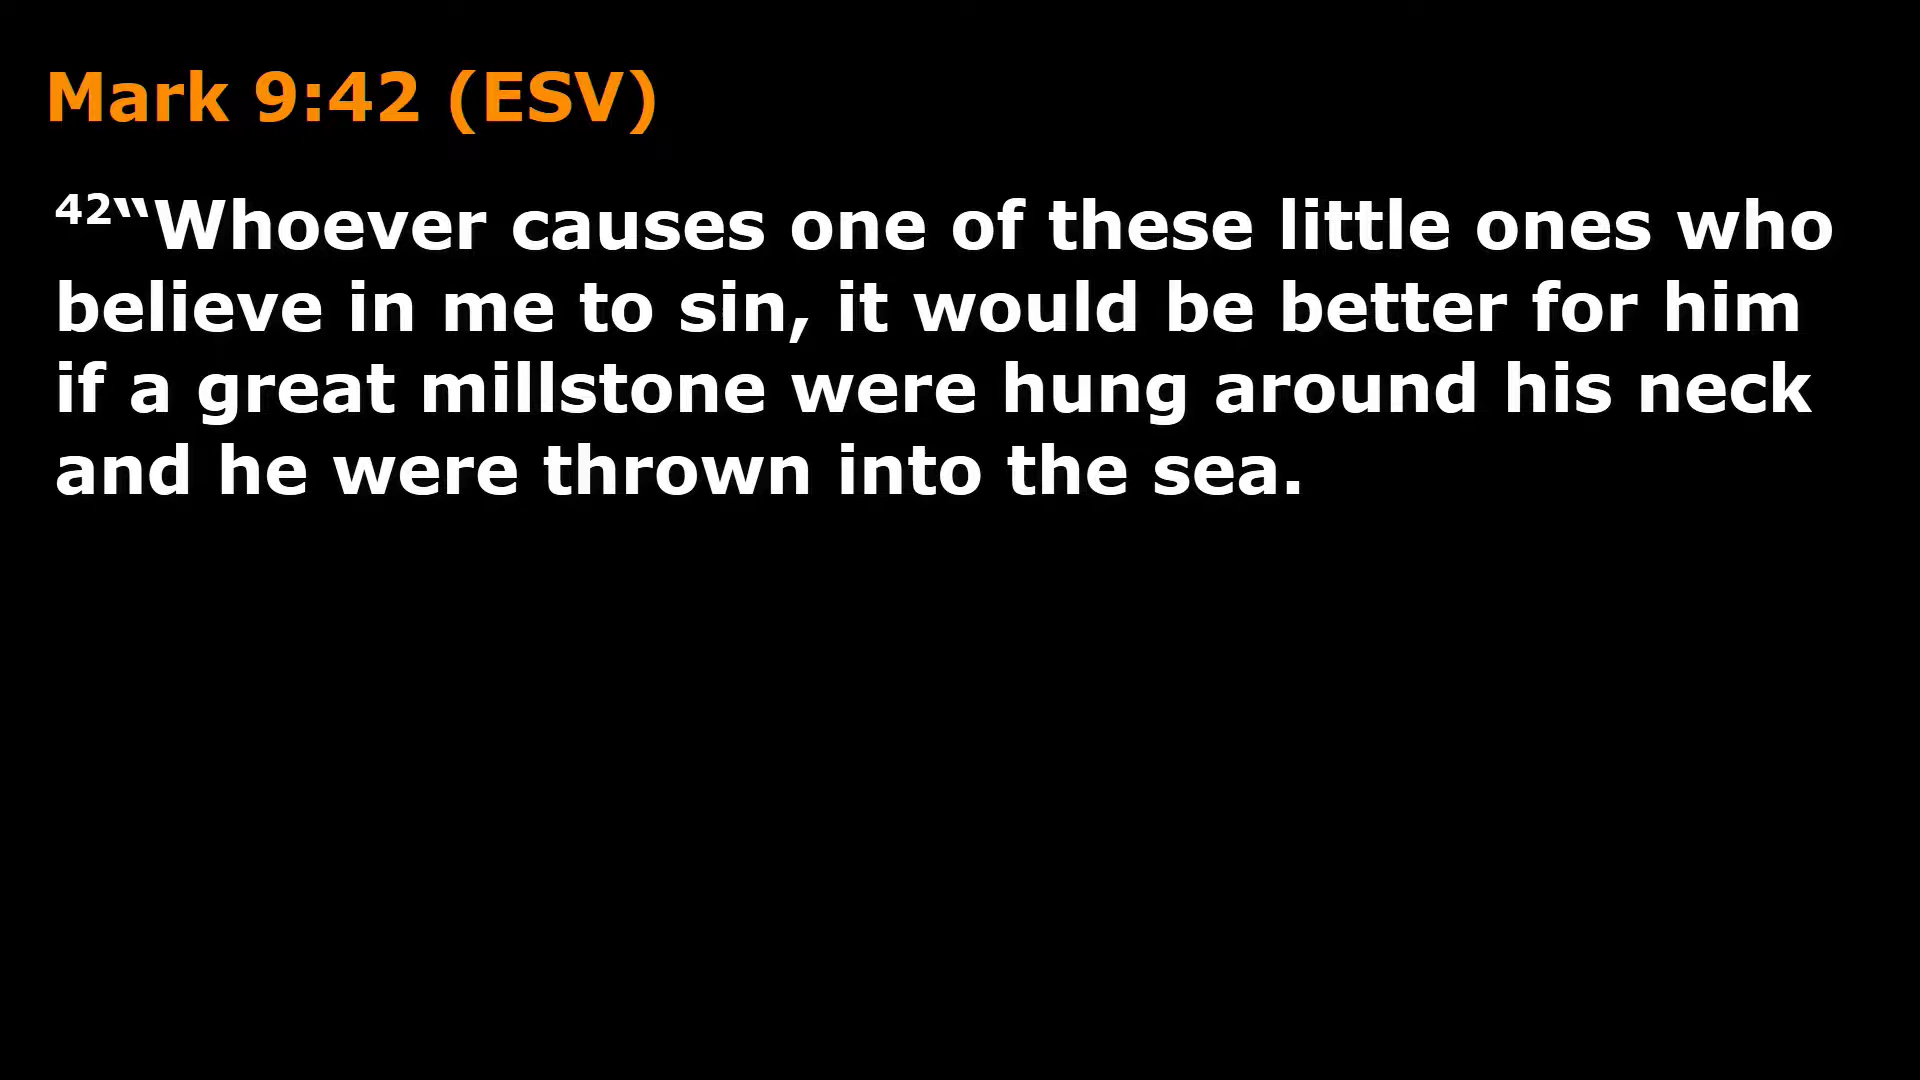 Mark 9:42 (ESV)
42“Whoever causes one of these little ones who
believe in me to sin, it would be better for him
if a great millstone were hung around his neck
and he were thrown into the sea.